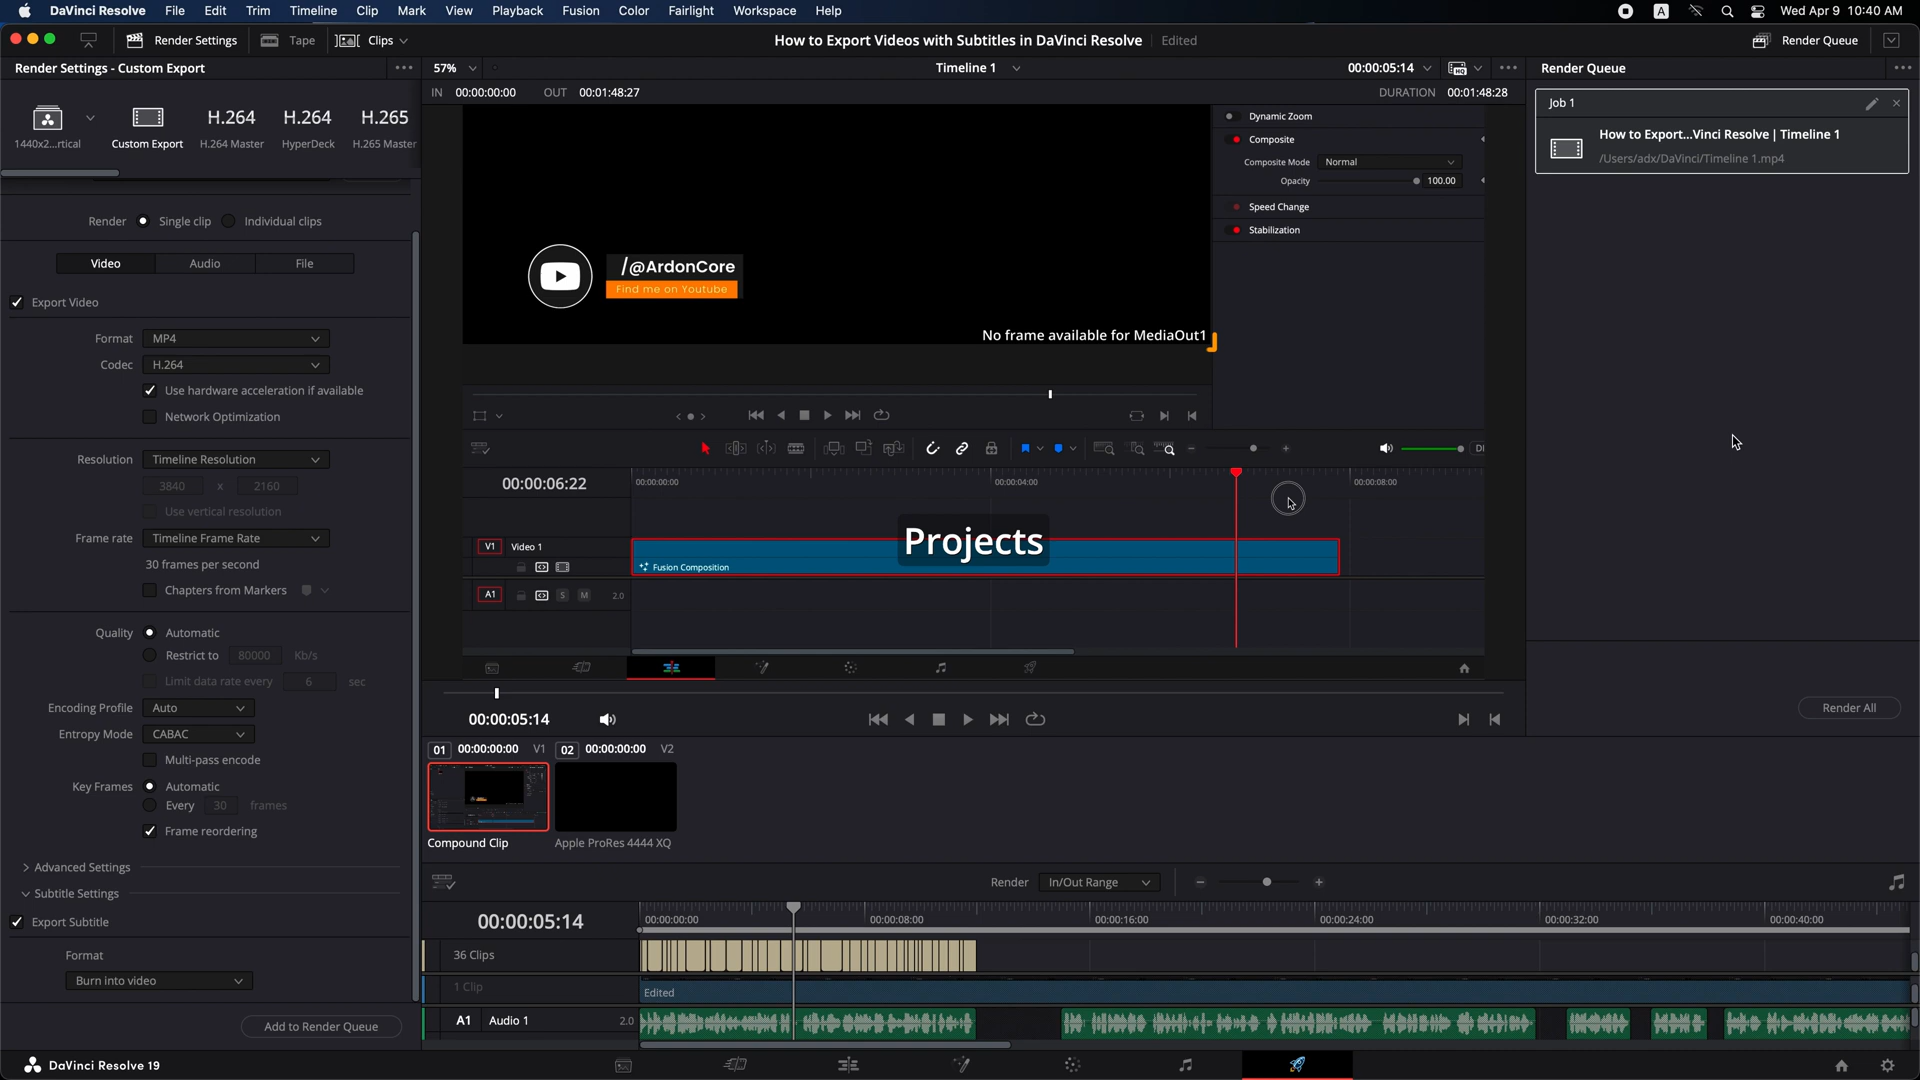 DaVinci Resolve File Edit Trim Timeline Clip Mark View Playback Fusion Color Fairlight Workspace Help
A Wed Apr 9 10:40 AM
Render Settings Tape Clips
How to Export Videos with Subtitles in DaVinci Resolve Edited
Render Queue
Render Settings - Custom Export
57%
Timeline 1
00:00:05:14
HQ
Render Queue
IN 00:00:00:00 OUT 00:01:48:27
DURATION 00:01:48:28
1440x2...rtical
Custom Export
H.264
H.264 Master
H.264
HyperDeck
H.265
H.265 Master
Render Single clip Individual clips
Video Audio File
Export Video
Format MP4
Codec H.264
Use hardware acceleration if available
Network Optimization
Resolution Timeline Resolution
3840 x 2160
Use vertical resolution
Frame rate Timeline Frame Rate
30 frames per second
Chapters from Markers
Quality Automatic
Restrict to 80000 Kb/s
Limit data rate every 6 sec
Encoding Profile Auto
Entropy Mode CABAC
Multi-pass encode
Key Frames Automatic
Every 30 frames
Frame reordering
Advanced Settings
Subtitle Settings
Export Subtitle
Format
Burn into video
Add to Render Queue
Dynamic Zoom
Composite
Composite Mode Normal
Opacity 100.00
Speed Change
Stabilization
/@ArdonCore
Find me on Youtube
No frame available for MediaOut1
DI
00:00:06:22
00:00:00:00 00:00:04:00 00:00:08:00
V1 Video 1
Projects
Fusion Composition
A1 S M 2.0
00:00:05:14
01 00:00:00:00 V1 02 00:00:00:00 V2
Compound Clip Apple ProRes 4444 XQ
Render In/Out Range
00:00:05:14
00:00:00:00 00:00:08:00 00:00:16:00 00:00:24:00 00:00:32:00 00:00:40:00
36 Clips
1 Clip
Edited
A1 Audio 1 2.0
Job 1
How to Export...Vinci Resolve | Timeline 1
/Users/adx/DaVinci/Timeline 1.mp4
Render All
DaVinci Resolve 19